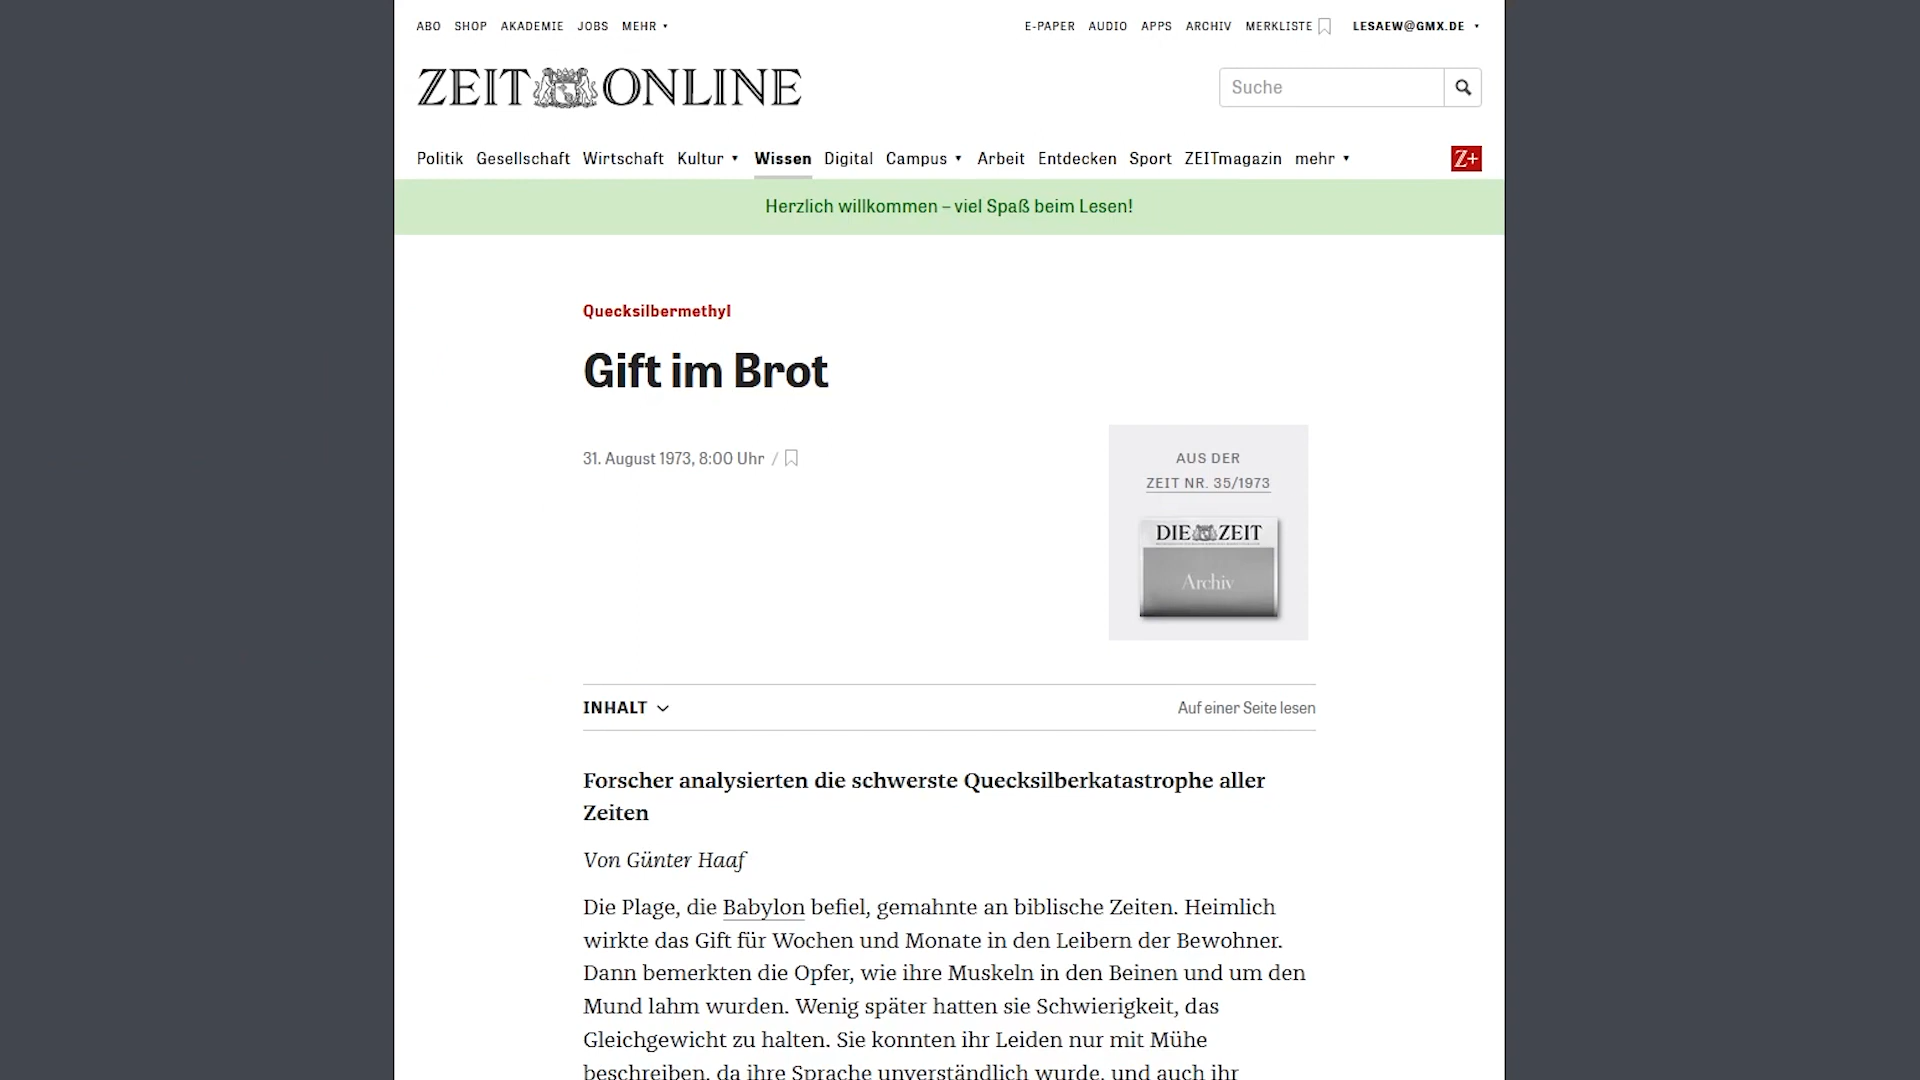 ABO SHOP AKADEMIE JOBS MEHR
E-PAPER AUDIO APPS ARCHIV MERKLISTE LESAEW@GMX.DE
ZEIT ONLINE
Suche
Politik Gesellschaft Wirtschaft Kultur Wissen Digital Campus Arbeit Entdecken Sport ZEITmagazin mehr Z+
Herzlich willkommen – viel Spaß beim Lesen!
Quecksilbermethyl
Gift im Brot
31. August 1973, 8:00 Uhr /
AUS DER
ZEIT NR. 35/1973
DIE ZEIT
Archiv
INHALT
Auf einer Seite lesen
Forscher analysierten die schwerste Quecksilberkatastrophe aller
Zeiten
Von Günter Haaf
Die Plage, die Babylon befiel, gemahnte an biblische Zeiten. Heimlich
wirkte das Gift für Wochen und Monate in den Leibern der Bewohner.
Dann bemerkten die Opfer, wie ihre Muskeln in den Beinen und um den
Mund lahm wurden. Wenig später hatten sie Schwierigkeit, das
Gleichgewicht zu halten. Sie konnten ihr Leiden nur mit Mühe
beschreiben, da ihre Sprache unverständlich wurde, und auch ihr